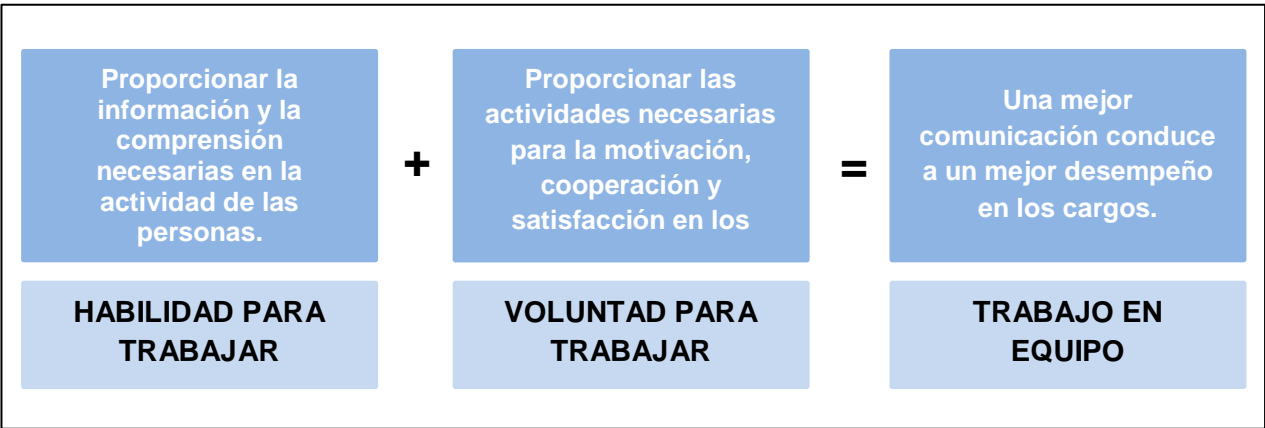 Proporcionar la
información y la
comprensión
necesarias en la
actividad de las
personas.
+
Proporcionar las
actividades necesarias
para la motivación,
cooperación y
satisfacción en los
=
Una mejor
comunicación conduce
a un mejor desempeño
en los cargos.
HABILIDAD PARA
TRABAJAR
VOLUNTAD PARA
TRABAJAR
TRABAJO EN
EQUIPO